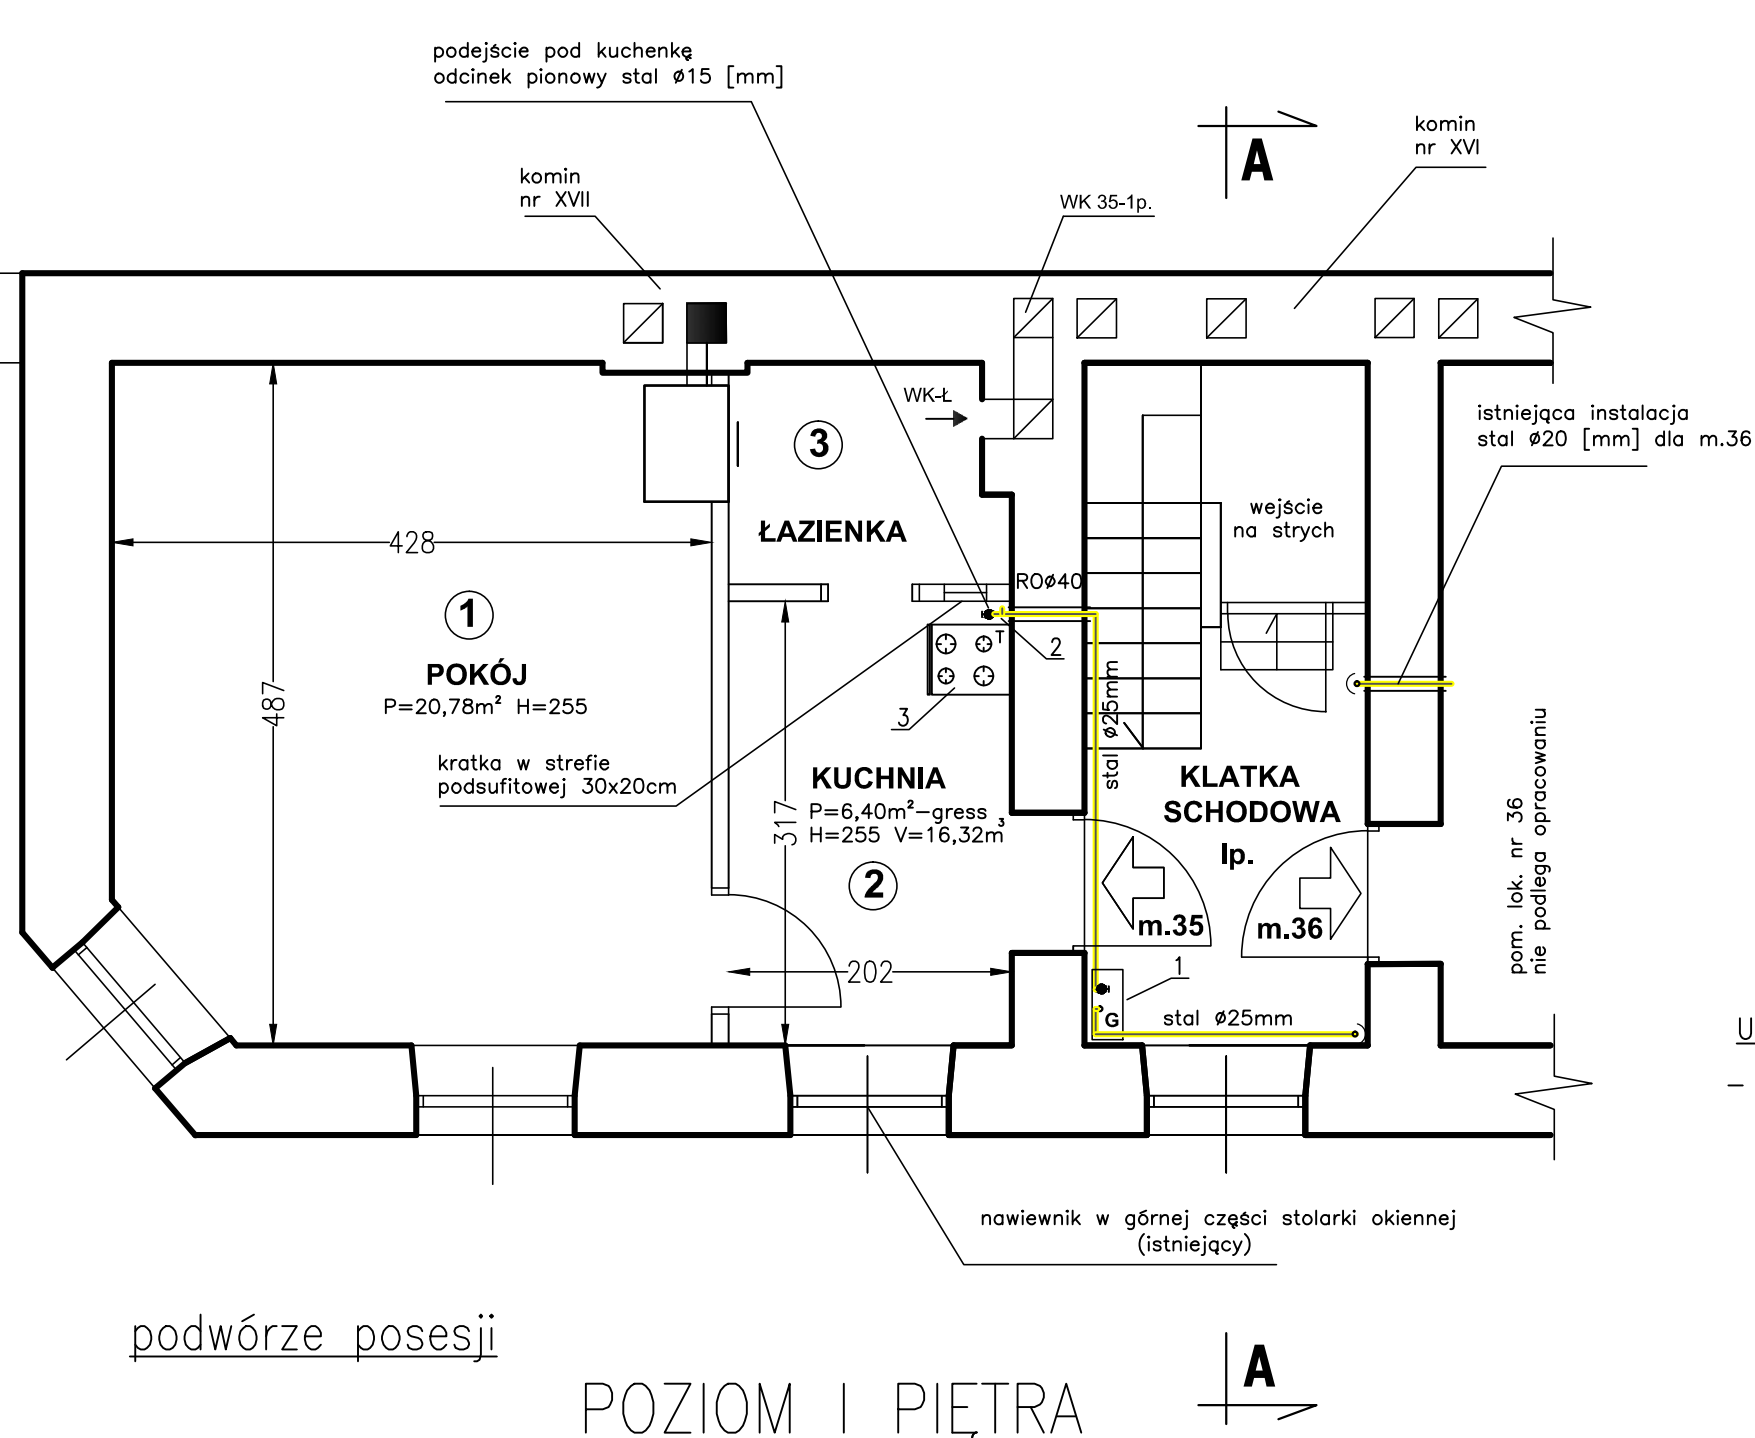 podejście pod kuchenkę
odcinek pionowy stal ø15 [mm]
komin
nr XVI
A
komin
nr XVII
WK 35-1p.
WK-Ł
istniejąca instalacja
stal ø20 [mm] dla m.36
3
ŁAZIENKA
wejście
na strych
428
ROø40
1
POKÓJ
P=20,78m² H=255
487
T
2
3
stal ø25mm
kratka w strefie
podsufitowej 30x20cm
KUCHNIA
P=6,40m²-gress
H=255 V=16,32m³
317
2
KLATKA
SCHODOWA
Ip.
m.35
m.36
pom. lok. nr 36
nie podlega opracowaniu
202
1
G
stal ø25mm
U
nawiewnik w górnej części stolarki okiennej
(istniejący)
podwórze posesji
A
POZIOM I PIĘTRA